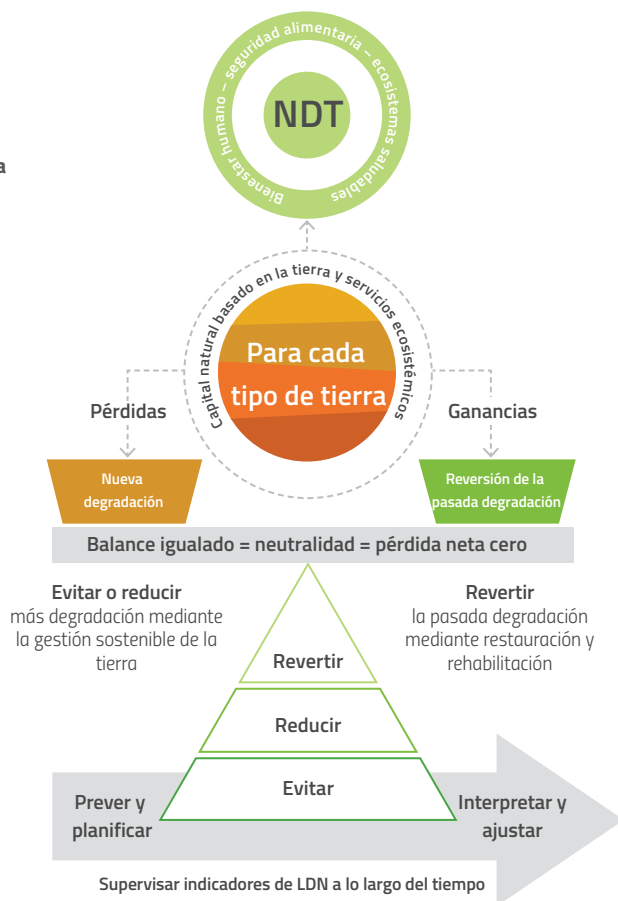 Bienestar humano – seguridad alimentaria – ecosistemas saludables
NDT
a
Capital natural basado en la tierra y servicios ecosistémicos
Para cada
tipo de tierra
Pérdidas
Ganancias
Nueva
degradación
Reversión de la
pasada degradación
Balance igualado = neutralidad = pérdida neta cero
Evitar o reducir
más degradación mediante
la gestión sostenible de la
tierra
Revertir
la pasada degradación
mediante restauración y
rehabilitación
Revertir
Reducir
Evitar
Prever y
planificar
Interpretar y
ajustar
Supervisar indicadores de LDN a lo largo del tiempo